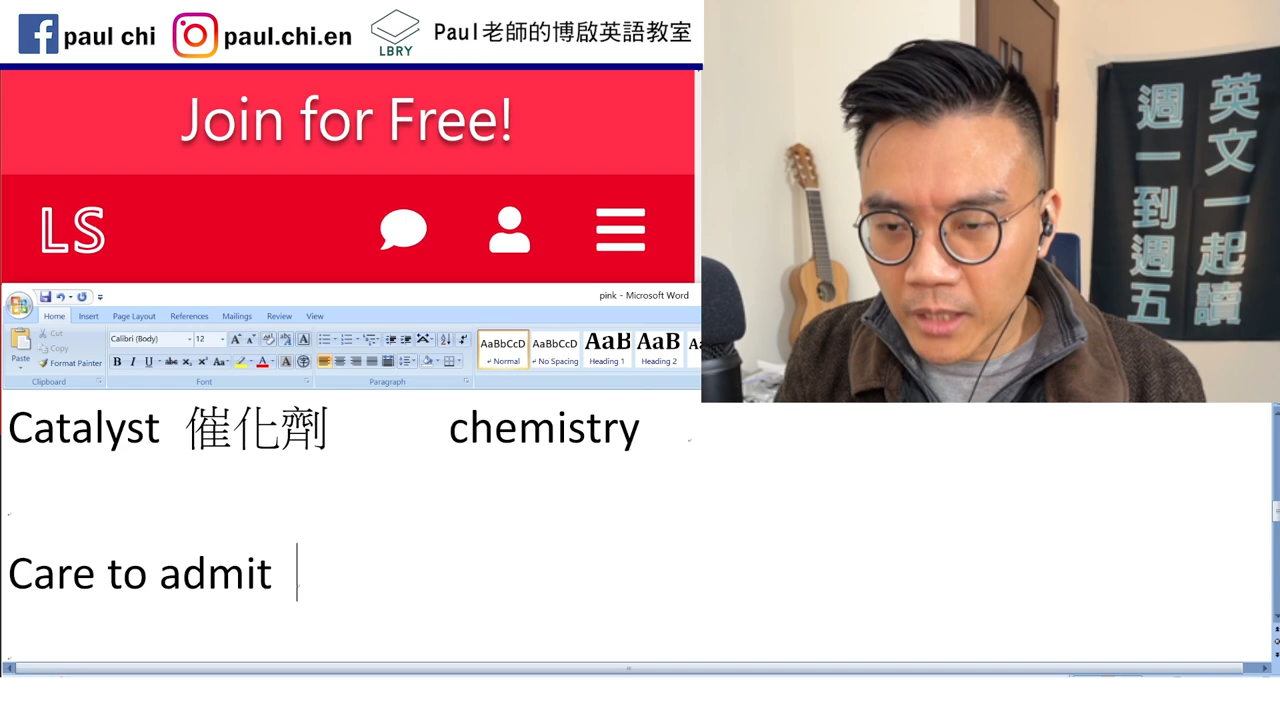 paul chi
paul.chi.en
LBRY
Paul老師的博啟英語教室
Join for Free!
LS
pink - Microsoft Word
Home Insert Page Layout References Mailings Review View
Cut
Copy
Format Painter
Paste
Calibri (Body) 12
AaBbCcD AaBbCcD AaB AaB A
Normal No Spacing Heading 1 Heading 2
Clipboard Font Paragraph
Catalyst 催化劑 chemistry
Care to admit
英文一起讀
週一到週五